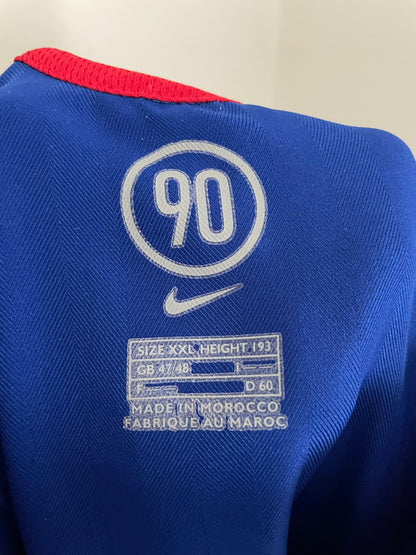 90
SIZE XXL HEIGHT 193
GB 47/48 I
F D 60
MADE IN MOROCCO
FABRIQUE AU MAROC